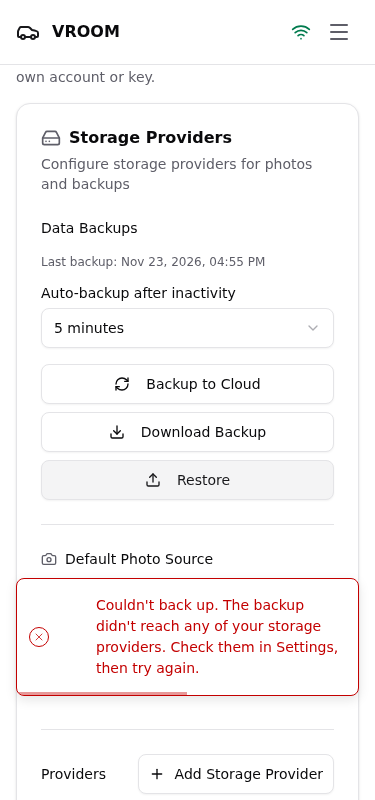 VROOM
own account or key.
Storage Providers
Configure storage providers for photos
and backups
Data Backups
Last backup: Nov 23, 2026, 04:55 PM
Auto-backup after inactivity
5 minutes
Backup to Cloud
Download Backup
Restore
Default Photo Source
Couldn't back up. The backup
didn't reach any of your storage
providers. Check them in Settings,
then try again.
Providers
Add Storage Provider